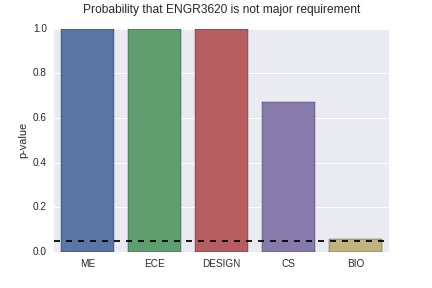 Probability that ENGR3620 is not major requirement
1.0
0.8
0.6
0.4
0.2
0.0
p-value
ME ECE DESIGN CS BIO